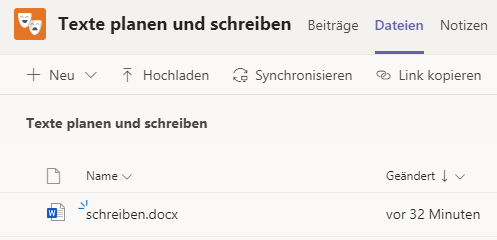 Texte planen und schreiben Beiträge Dateien Notizen
Neu Hochladen Synchronisieren Link kopieren
Texte planen und schreiben
Name Geändert
schreiben.docx vor 32 Minuten